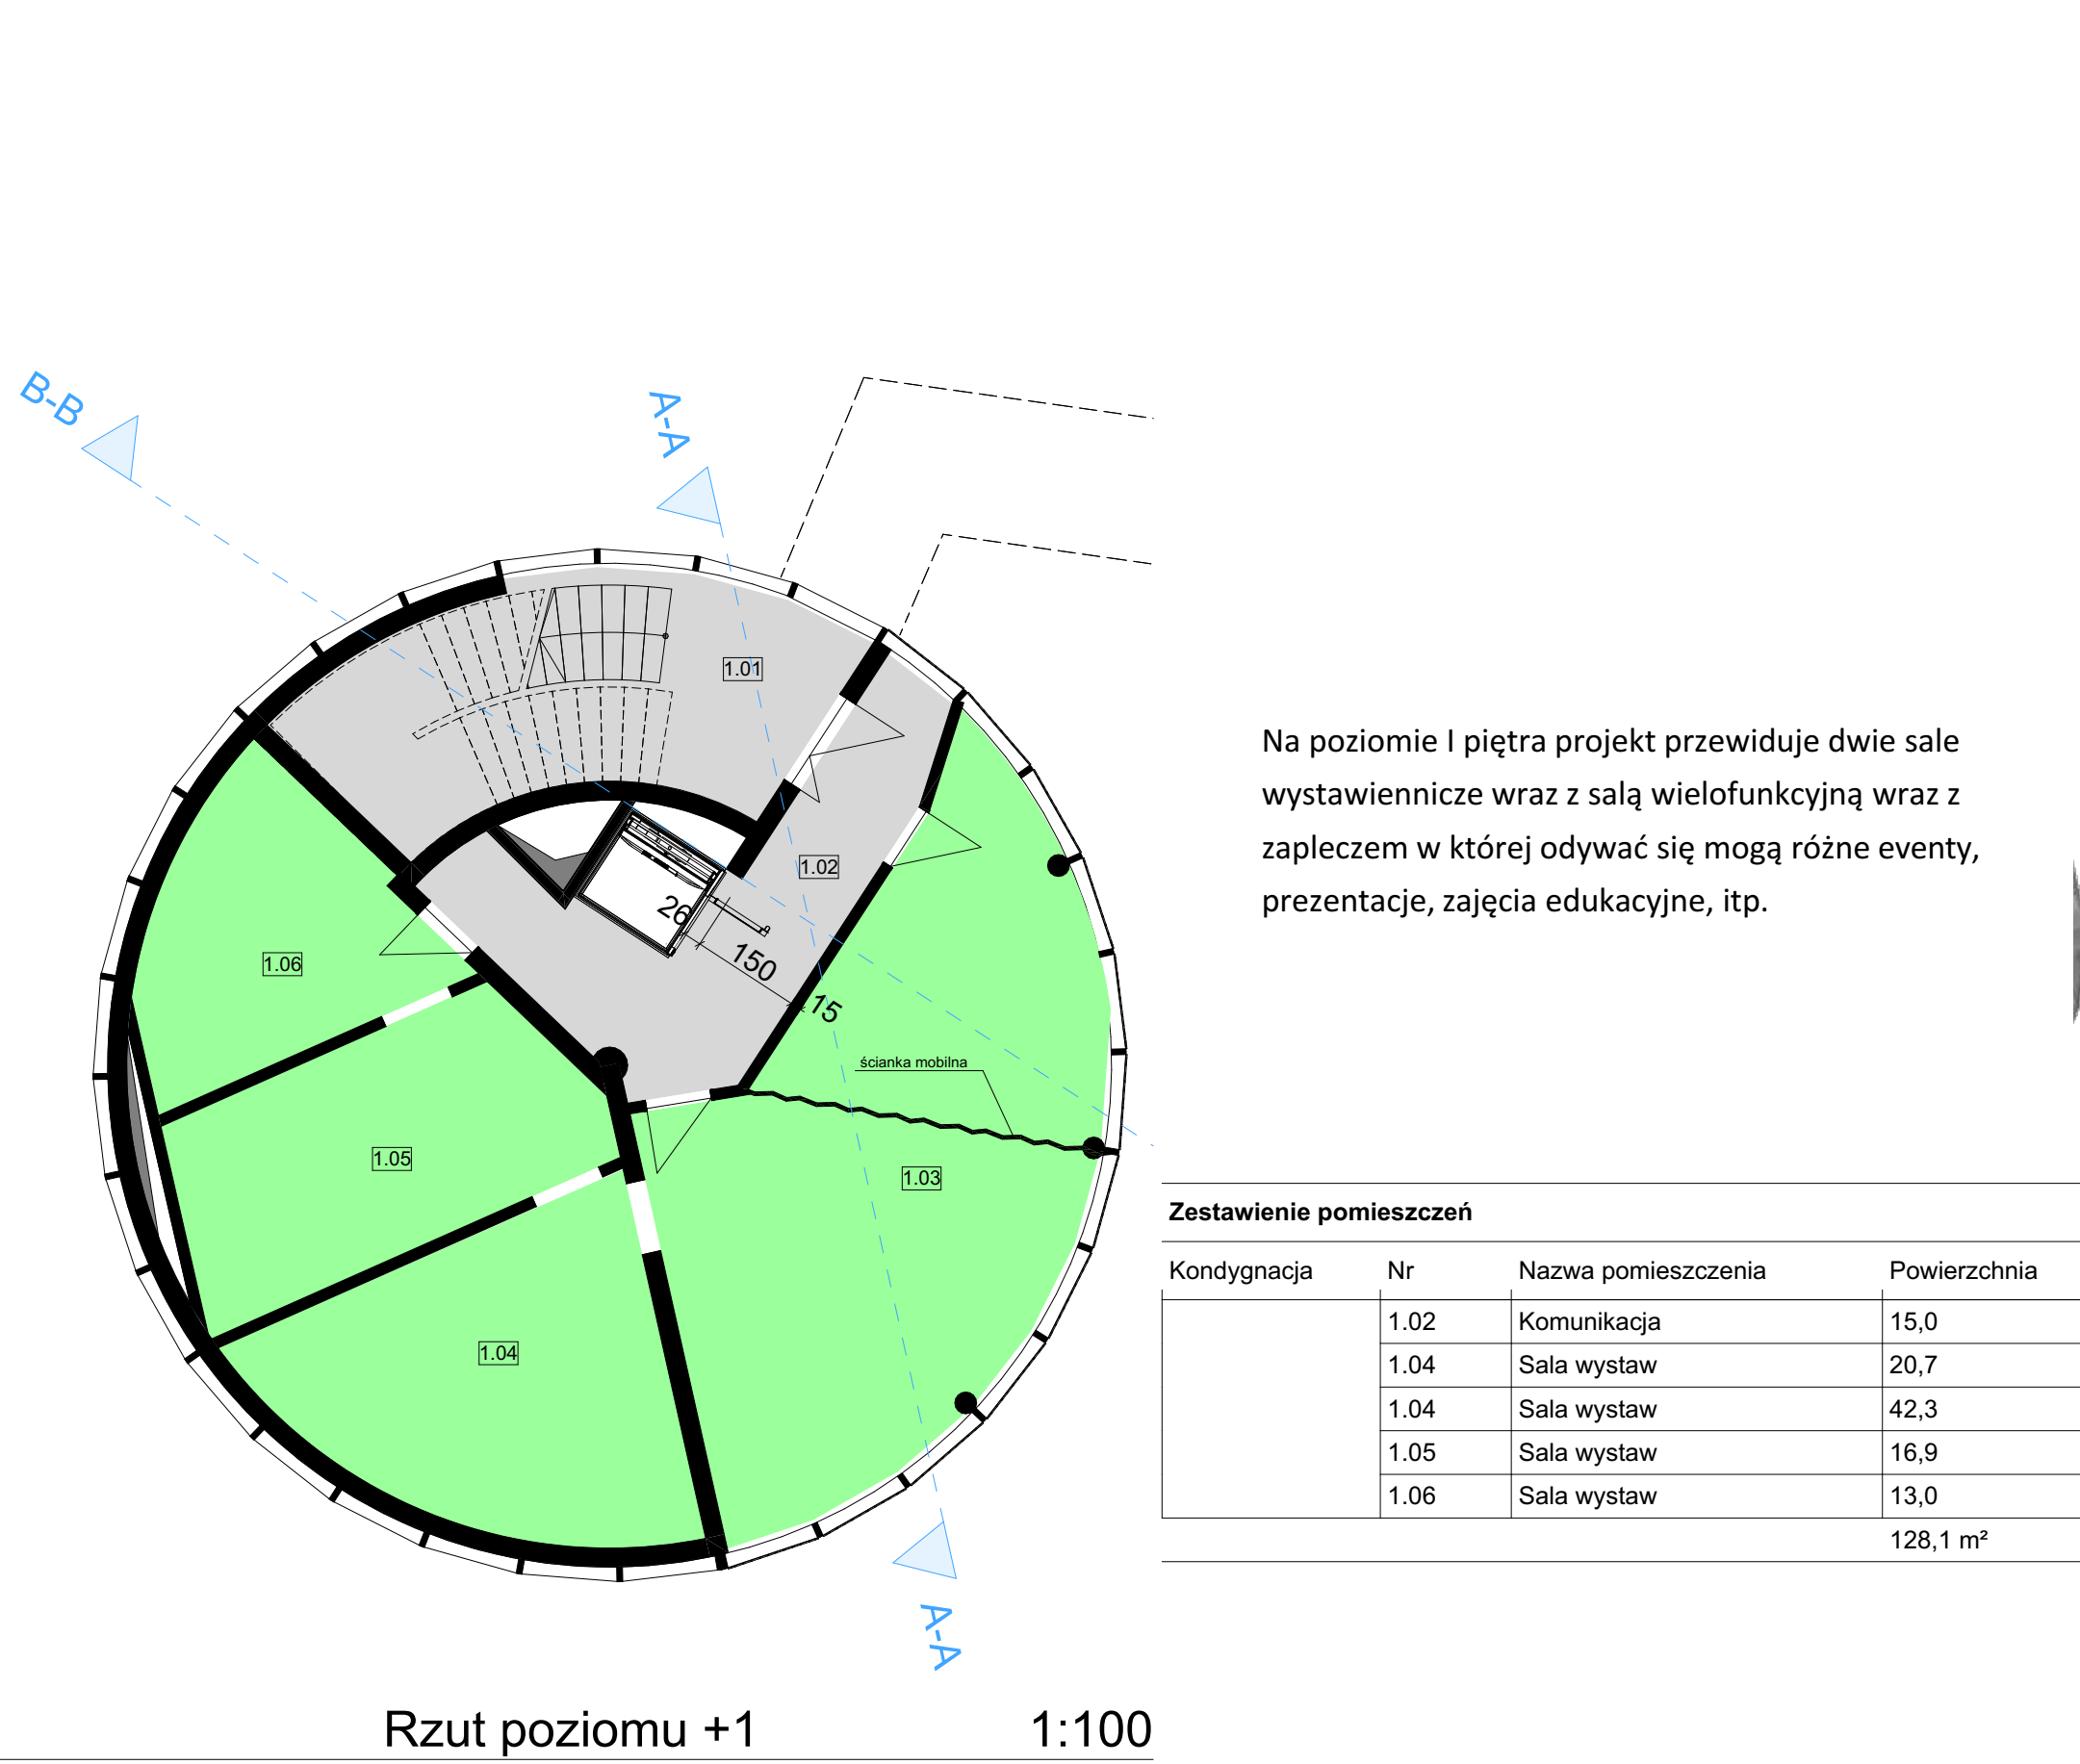 B-B
A-A
1.01
1.02
26
150
15
1.06
ścianka mobilna
1.05
1.03
1.04
A-A
Rzut poziomu +1 1:100
Na poziomie I piętra projekt przewiduje dwie sale
wystawiennicze wraz z salą wielofunkcyjną wraz z
zapleczem w której odywać się mogą różne eventy,
prezentacje, zajęcia edukacyjne, itp.
Zestawienie pomieszczeń
Kondygnacja Nr Nazwa pomieszczenia Powierzchnia
1.02 Komunikacja 15,0
1.04 Sala wystaw 20,7
1.04 Sala wystaw 42,3
1.05 Sala wystaw 16,9
1.06 Sala wystaw 13,0
128,1 m²